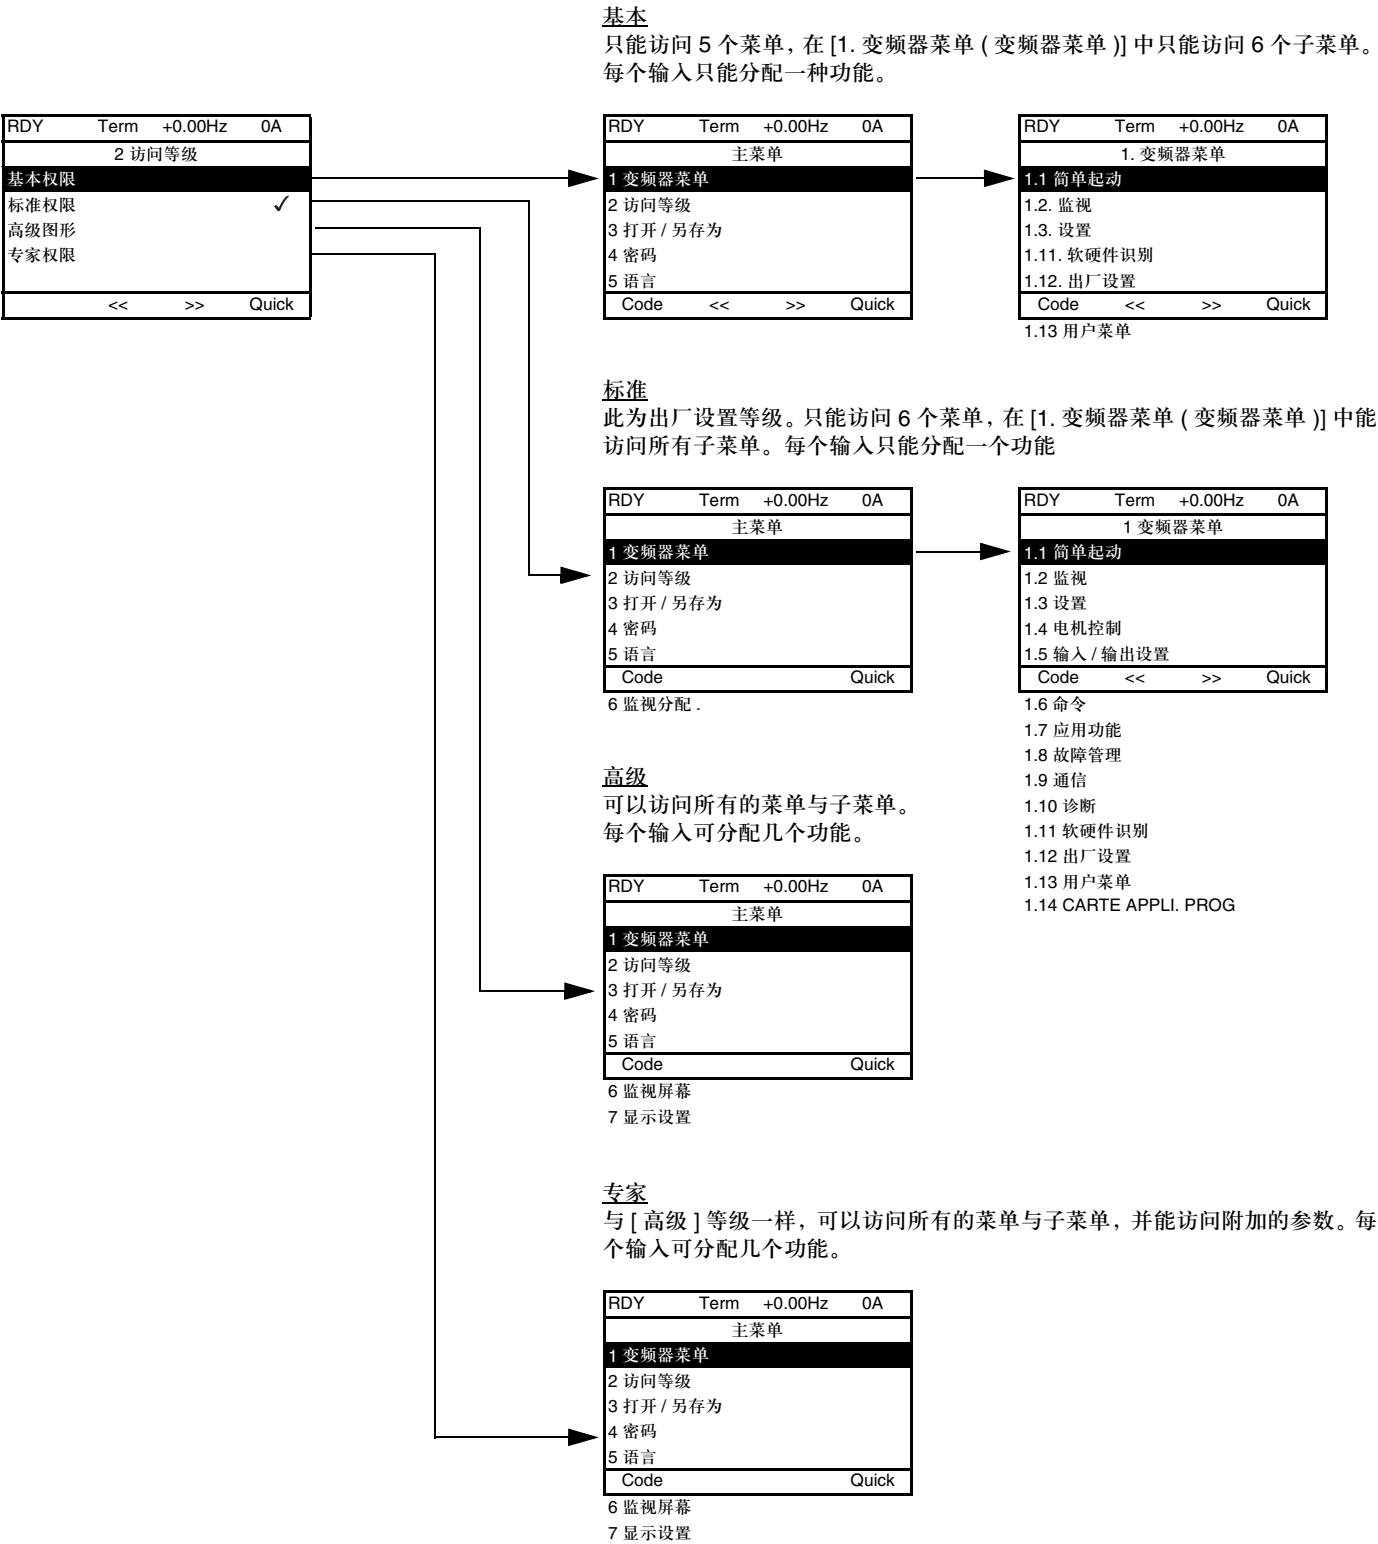 基本
只能访问 5 个菜单，在 [1. 变频器菜单 ( 变频器菜单 )] 中只能访问 6 个子菜单。
每个输入只能分配一种功能。
RDY Term +0.00Hz 0A
2 访问等级
基本权限
标准权限 ✓
高级图形
专家权限
<< >> Quick
RDY Term +0.00Hz 0A
主菜单
1 变频器菜单
2 访问等级
3 打开 / 另存为
4 密码
5 语言
Code << >> Quick
RDY Term +0.00Hz 0A
1. 变频器菜单
1.1 简单起动
1.2. 监视
1.3. 设置
1.11. 软硬件识别
1.12. 出厂设置
Code << >> Quick
1.13 用户菜单
标准
此为出厂设置等级。只能访问 6 个菜单，在 [1. 变频器菜单 ( 变频器菜单 )] 中能
访问所有子菜单。每个输入只能分配一个功能
RDY Term +0.00Hz 0A
主菜单
1 变频器菜单
2 访问等级
3 打开 / 另存为
4 密码
5 语言
Code Quick
6 监视分配 .
RDY Term +0.00Hz 0A
1 变频器菜单
1.1 简单起动
1.2 监视
1.3 设置
1.4 电机控制
1.5 输入 / 输出设置
Code << >> Quick
1.6 命令
1.7 应用功能
1.8 故障管理
1.9 通信
1.10 诊断
1.11 软硬件识别
1.12 出厂设置
1.13 用户菜单
1.14 CARTE APPLI. PROG
高级
可以访问所有的菜单与子菜单。
每个输入可分配几个功能。
RDY Term +0.00Hz 0A
主菜单
1 变频器菜单
2 访问等级
3 打开 / 另存为
4 密码
5 语言
Code Quick
6 监视屏幕
7 显示设置
专家
与 [ 高级 ] 等级一样，可以访问所有的菜单与子菜单，并能访问附加的参数。每
个输入可分配几个功能。
RDY Term +0.00Hz 0A
主菜单
1 变频器菜单
2 访问等级
3 打开 / 另存为
4 密码
5 语言
Code Quick
6 监视屏幕
7 显示设置